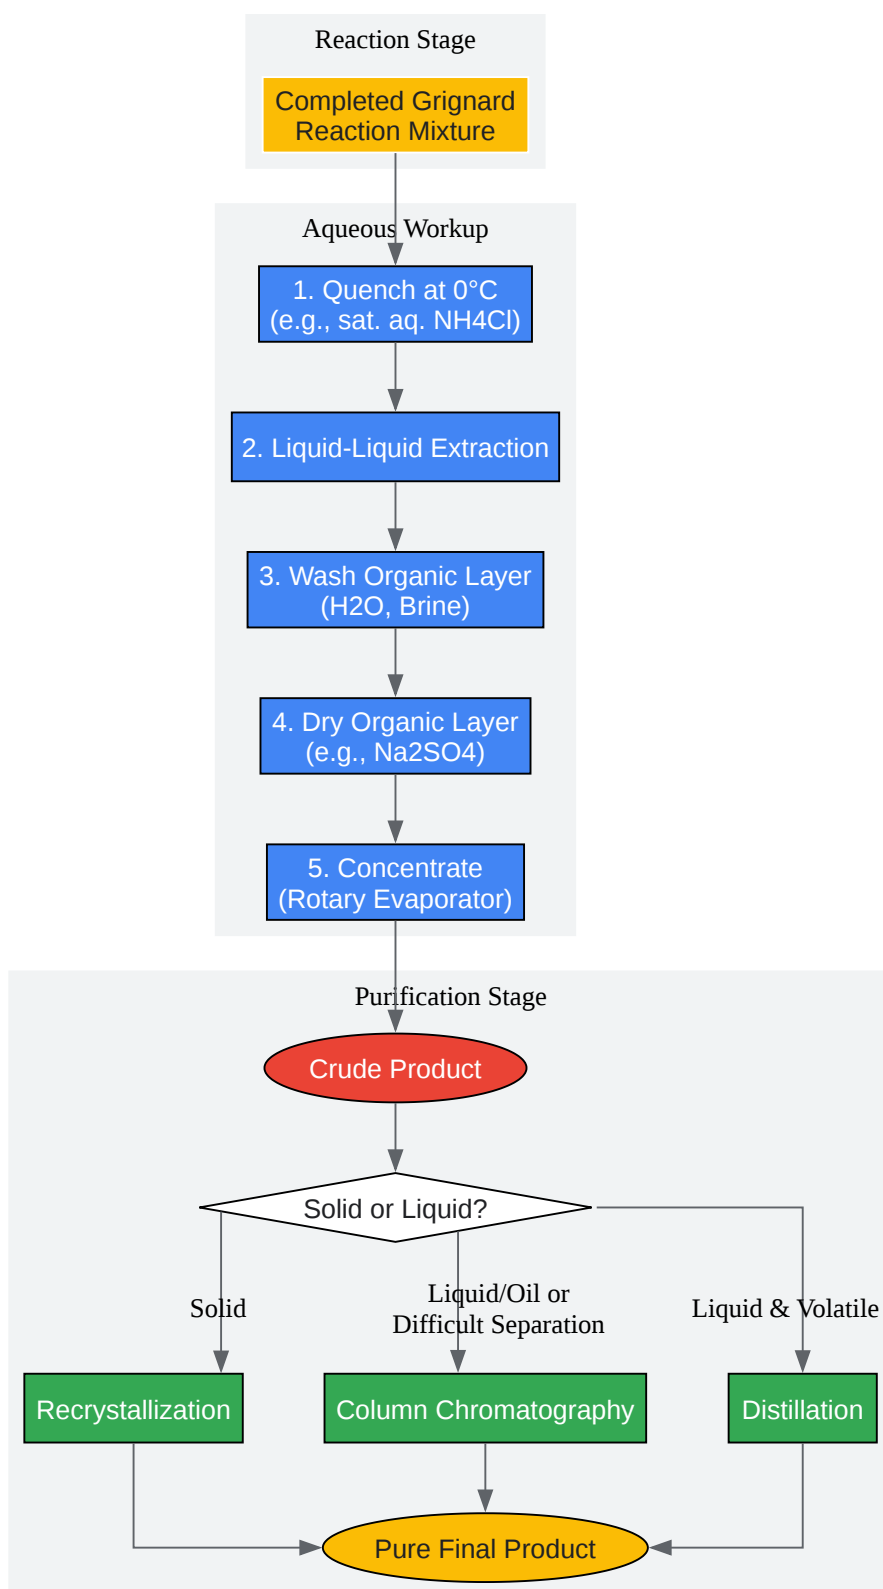 Reaction Stage
Completed Grignard
Reaction Mixture
Aqueous Workup
1. Quench at 0°C
(e.g., sat. aq. NH4Cl)
2. Liquid-Liquid Extraction
3. Wash Organic Layer
(H2O, Brine)
4. Dry Organic Layer
(e.g., Na2SO4)
5. Concentrate
(Rotary Evaporator)
Purification Stage
Crude Product
Solid or Liquid?
Solid
Liquid/Oil or
Difficult Separation
Liquid & Volatile
Recrystallization
Column Chromatography
Distillation
Pure Final Product